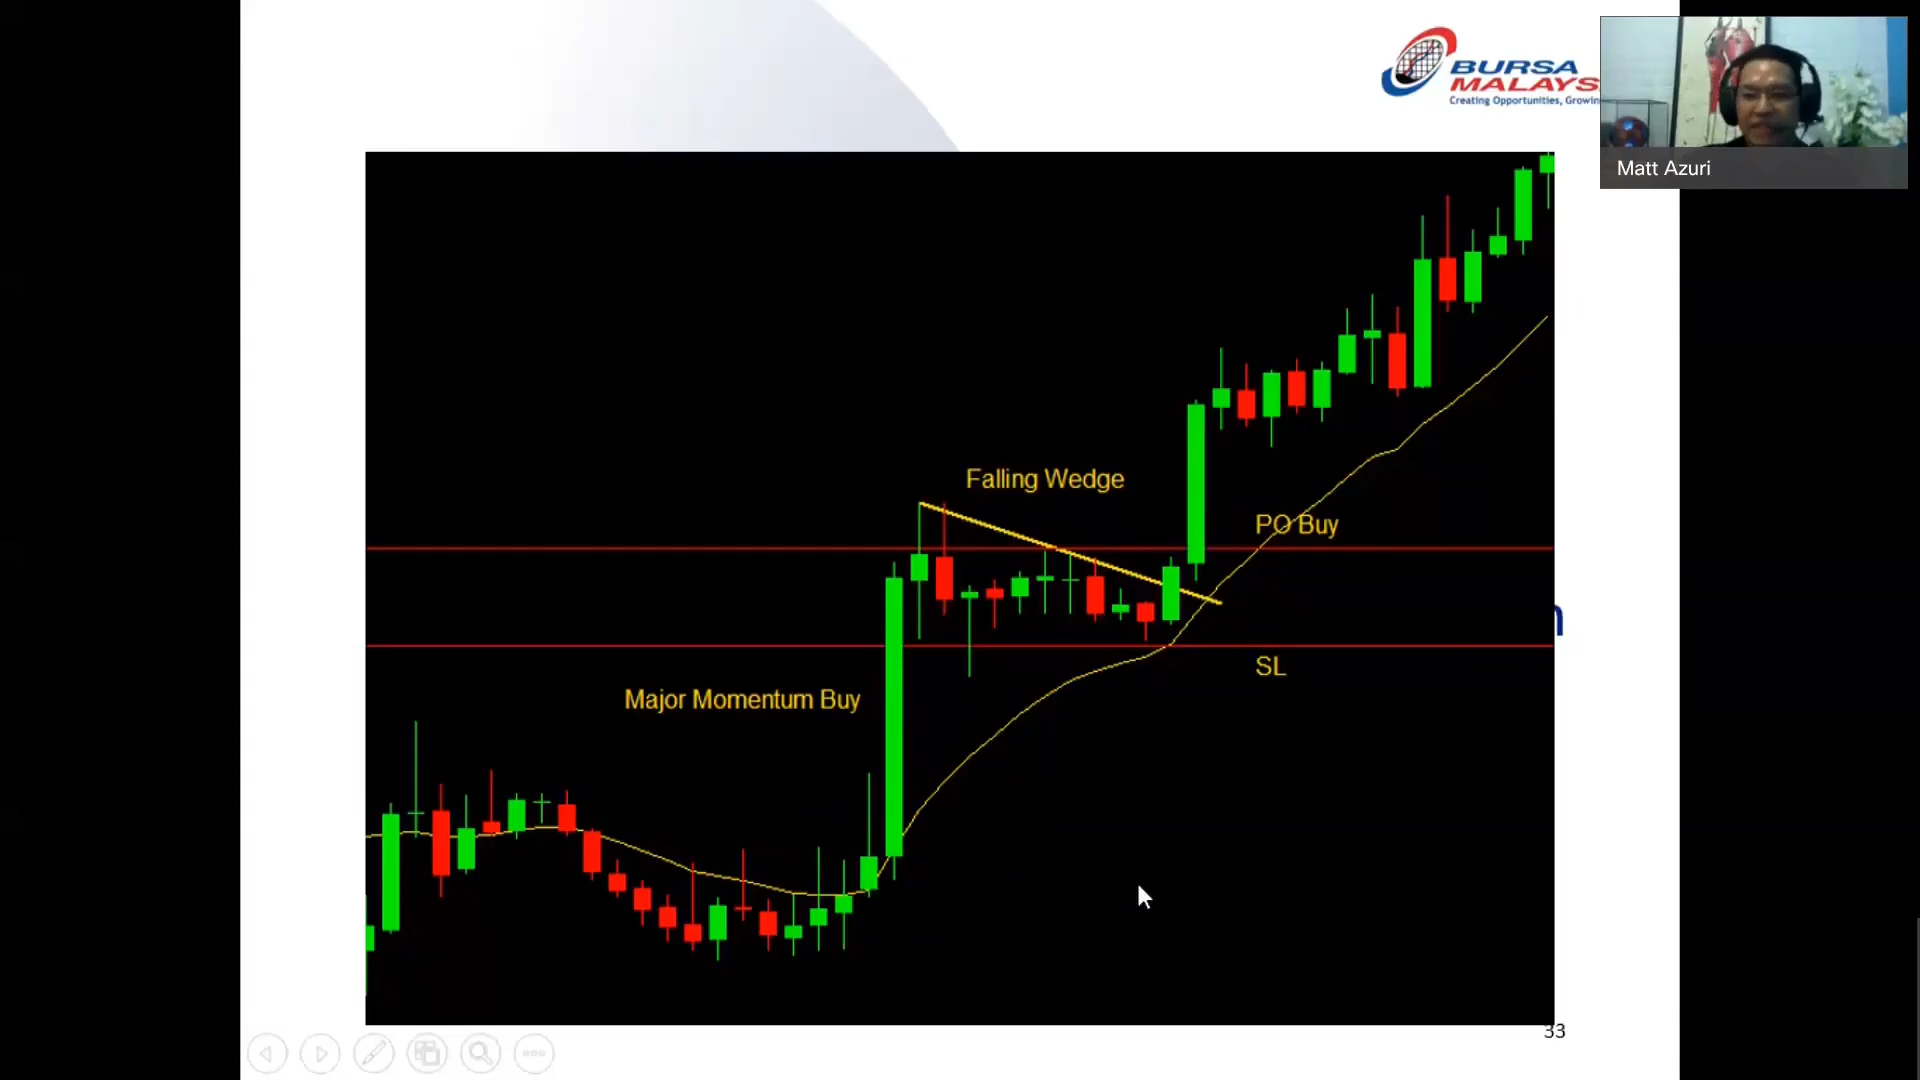 BURSA
MALAYS
Creating Opportunities, Growin
Matt Azuri
Falling Wedge
PO Buy
SL
Major Momentum Buy
n
33